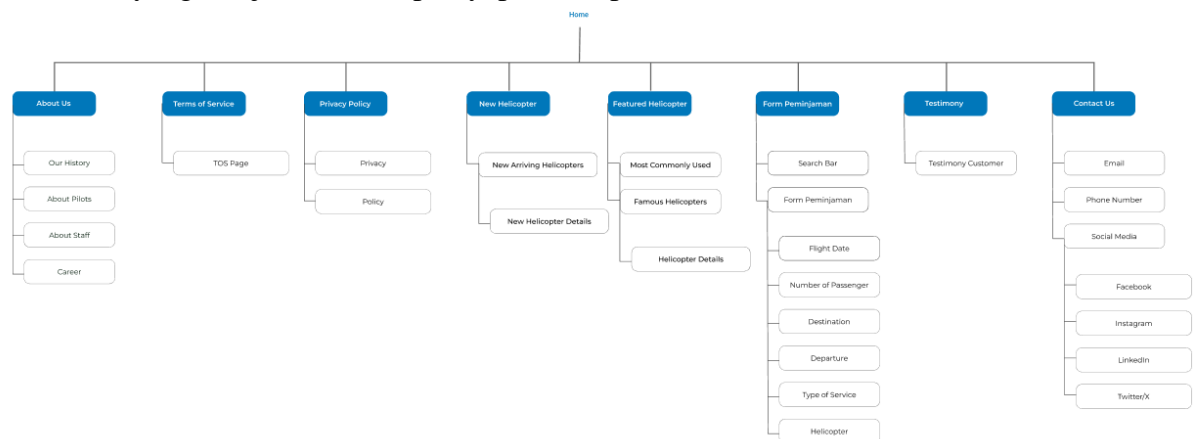 Home
About Us
Terms of Service
Privacy Policy
New Helicopter
Featured Helicopter
Form Peminjaman
Testimony
Contact Us
Our History
About Pilots
About Staff
Career
TOS Page
Privacy
Policy
New Arriving Helicopters
New Helicopter Details
Most Commonly Used
Famous Helicopters
Helicopter Details
Search Bar
Form Peminjaman
Flight Date
Number of Passenger
Destination
Departure
Type of Service
Helicopter
Testimony Customer
Email
Phone Number
Social Media
Facebook
Instagram
LinkedIn
Twitter/X